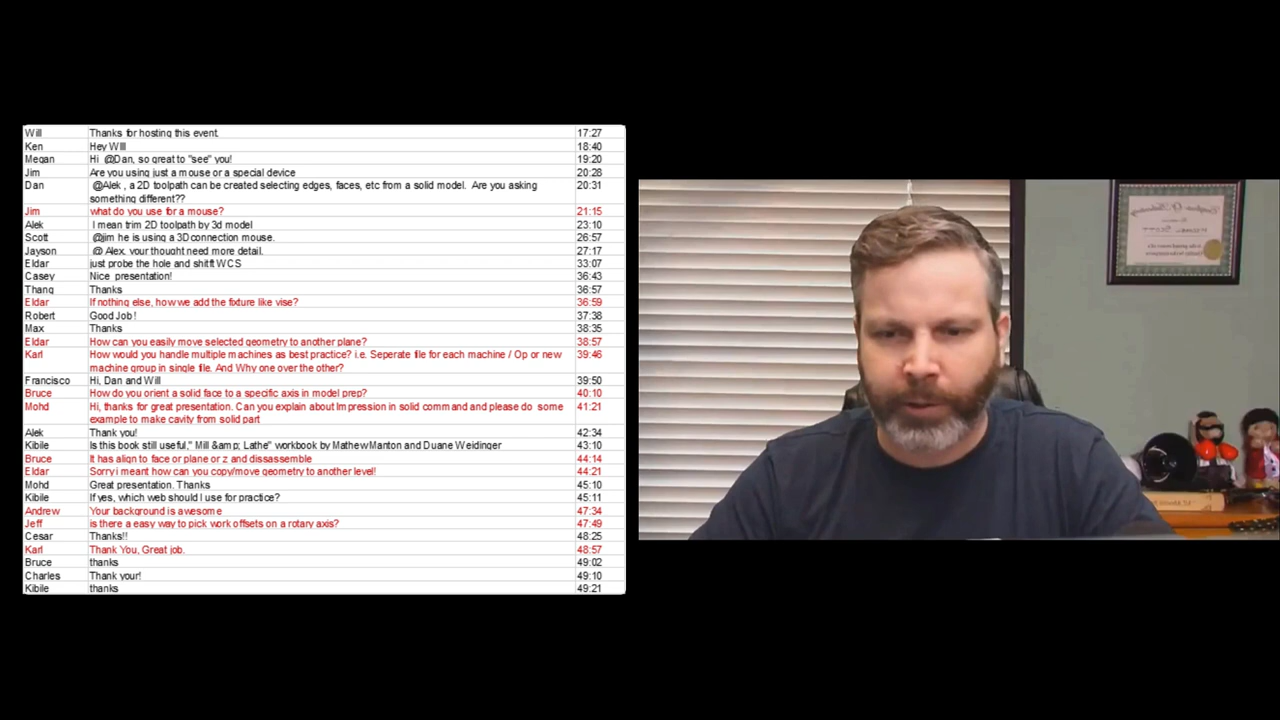 Will Thanks for hosting this event. 17:27
Ken Hey Will 18:40
Megan Hi @Dan, so great to "see" you! 19:20
Jim Are you using just a mouse or a special device 20:28
Dan @Alek , a 2D toolpath can be created selecting edges, faces, etc from a solid model. Are you asking 20:31
something different??
Jim what do you use for a mouse? 21:15
Alek I mean trim 2D toolpath by 3d model 23:10
Scott @jim he is using a 3Dconnection mouse. 26:57
Jayson @ Alex, your thought need more detail. 27:17
Eldar just probe the hole and shitft WCS 33:07
Casey Nice presentation! 36:43
Thang Thanks 36:57
Eldar If nothing else, how we add the fixture like vise? 36:59
Robert Good Job ! 37:38
Max Thanks 38:35
Eldar How can you easily move selected geometry to another plane? 38:57
Karl How would you handle multiple machines as best practice? i.e. Seperate file for each machine / Op or new 39:46
machine group in single file. And Why one over the other?
Francisco Hi, Dan and Will 39:50
Bruce How do you orient a solid face to a specific axis in model prep? 40:10
Mohd Hi, thanks for great presentation. Can you explain about Impression in solid command and please do some 41:21
example to make cavity from solid part
Alek Thank you! 42:34
Kibile Is this book still useful," Mill &amp; Lathe" workbook by Mathew Manton and Duane Weidinger 43:10
Bruce It has align to face or plane or z and dissassemble 44:14
Eldar Sorry i meant how can you copy/move geometry to another level! 44:21
Mohd Great presentation. Thanks 45:10
Kibile If yes, which web should I use for practice? 45:11
Andrew Your background is awesome 47:34
Jeff is there a easy way to pick work offsets on a rotary axis? 47:49
Cesar Thanks!! 48:25
Karl Thank You, Great job. 48:57
Bruce thanks 49:02
Charles Thank your! 49:10
Kibile thanks 49:21